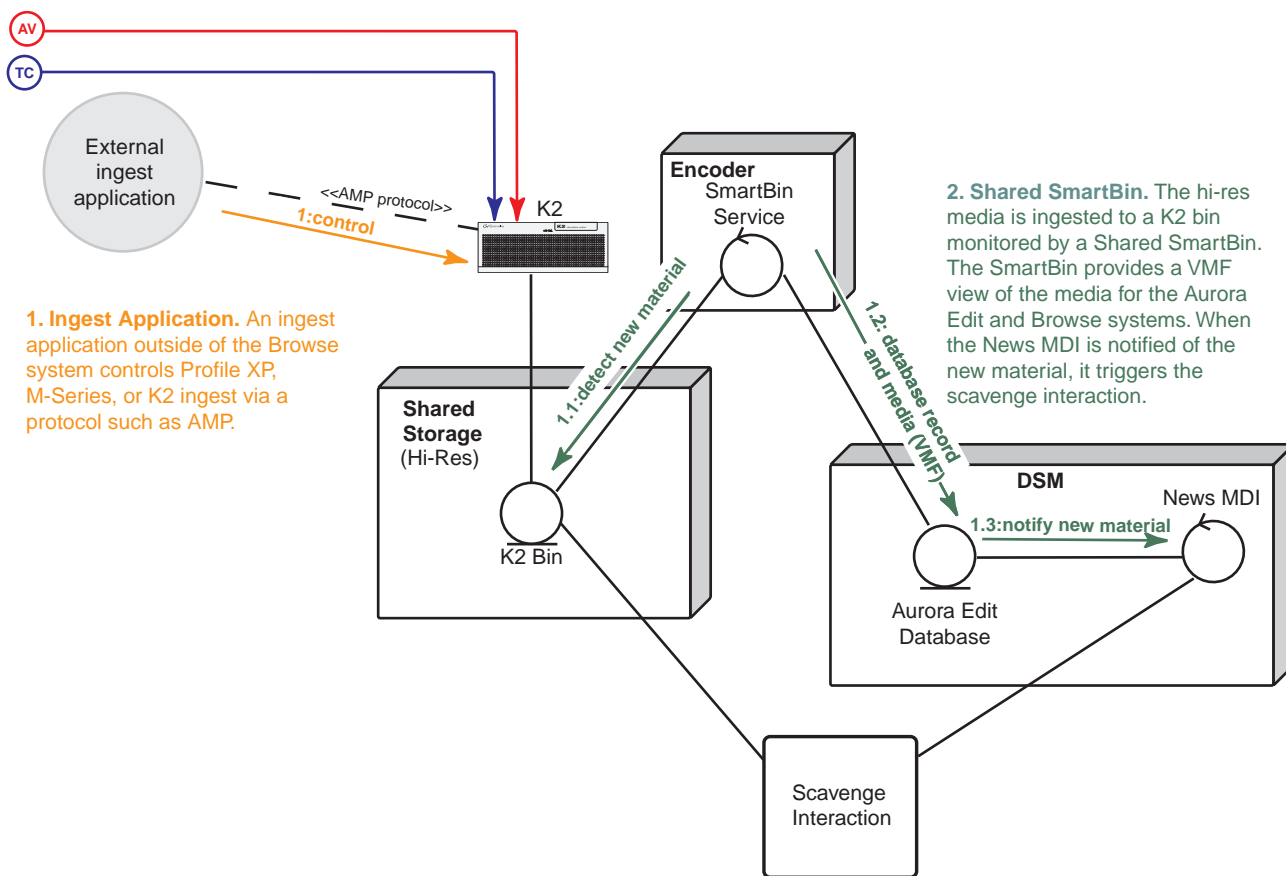 AV
TC
External
ingest
application
<<AMP protocol>>
1:control
K2
K2
1. Ingest Application. An ingest
application outside of the Browse
system controls Profile XP,
M-Series, or K2 ingest via a
protocol such as AMP.
Encoder
SmartBin
Service
1.1:detect new material
1.2: database record
and media (VMF)
2. Shared SmartBin. The hi-res
media is ingested to a K2 bin
monitored by a Shared SmartBin.
The SmartBin provides a VMF
view of the media for the Aurora
Edit and Browse systems. When
the News MDI is notified of the
new material, it triggers the
scavenge interaction.
Shared
Storage
(Hi-Res)
K2 Bin
DSM
News MDI
1.3:notify new material
Aurora Edit
Database
Scavenge
Interaction